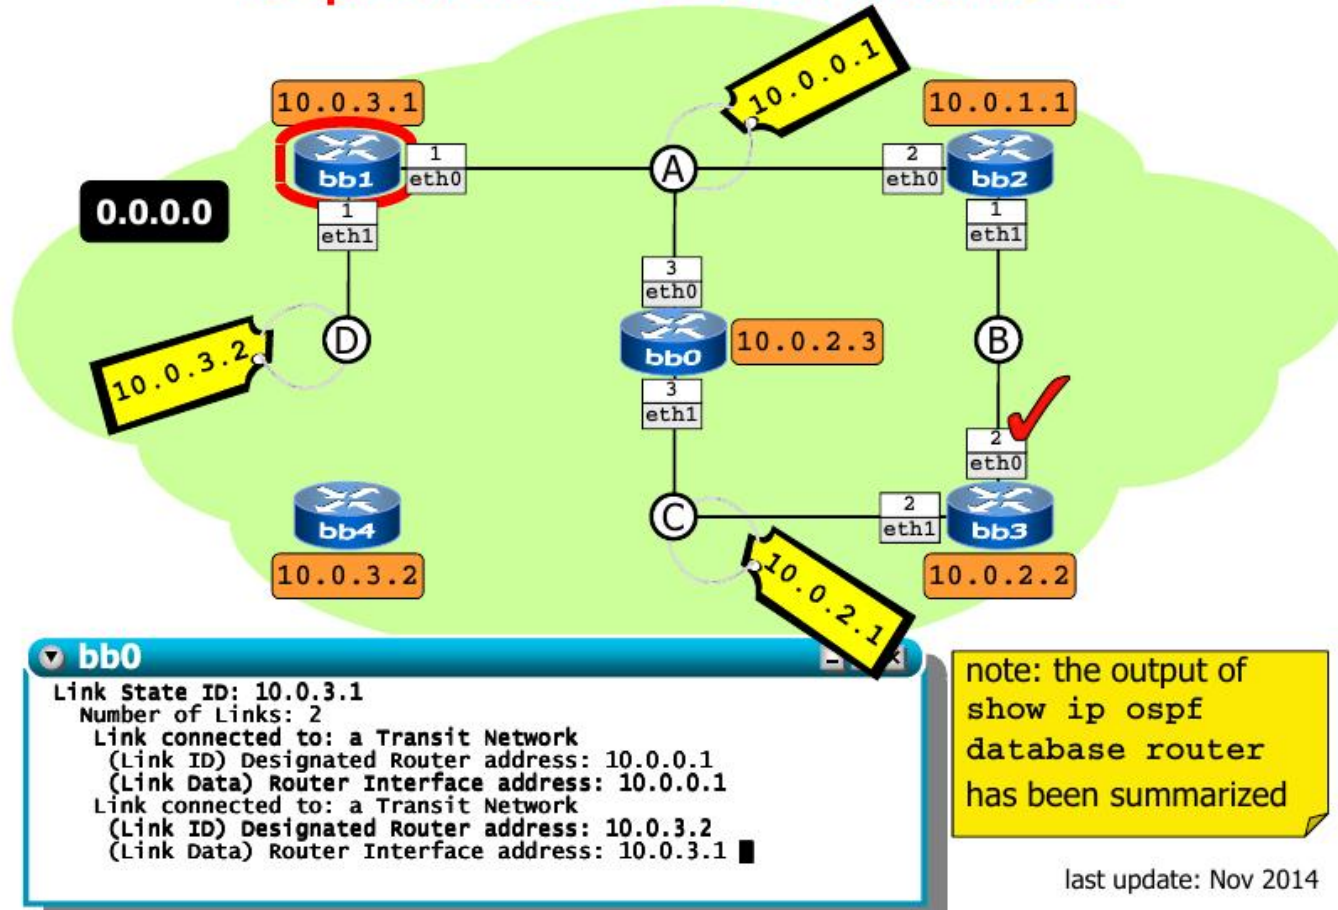 10.0.0.1
10.0.3.1
10.0.1.1
bb1
1
eth0
A
2
eth0
bb2
0.0.0.0
1
eth1
1
eth1
3
eth0
10.0.3.2
D
bb0
10.0.2.3
B
3
eth1
2
eth0
bb4
C
2
eth1
bb3
10.0.3.2
10.0.2.1
10.0.2.2
bb0
Link State ID: 10.0.3.1
Number of Links: 2
Link connected to: a Transit Network
(Link ID) Designated Router address: 10.0.0.1
(Link Data) Router Interface address: 10.0.0.1
Link connected to: a Transit Network
(Link ID) Designated Router address: 10.0.3.2
(Link Data) Router Interface address: 10.0.3.1
note: the output of
show ip ospf
database router
has been summarized
last update: Nov 2014